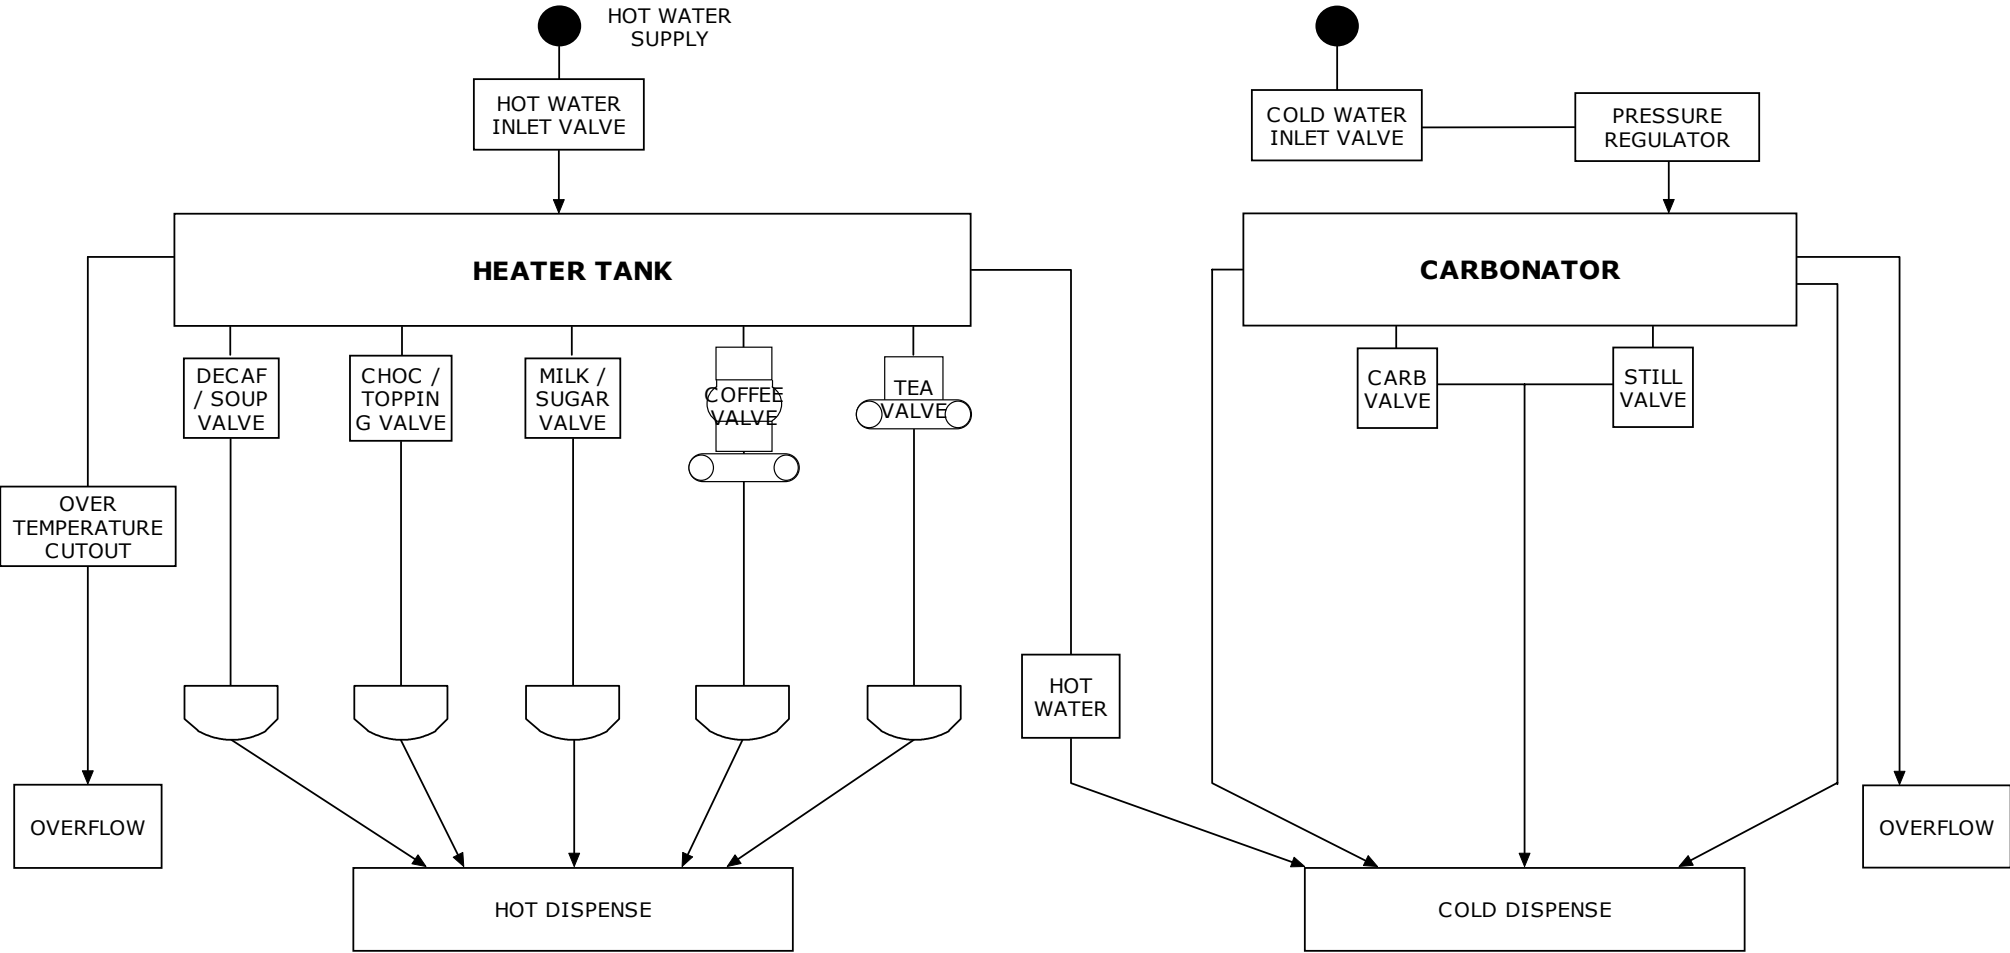 HOT WATER
SUPPLY
HOT WATER
INLET VALVE
COLD WATER
INLET VALVE
PRESSURE
REGULATOR
HEATER TANK
CARBONATOR
DECAF
/ SOUP
VALVE
CHOC /
TOPPIN
G VALVE
MILK /
SUGAR
VALVE
COFFEE
VALVE
TEA
VALVE
CARB
VALVE
STILL
VALVE
OVER
TEMPERATURE
CUTOUT
HOT
WATER
OVERFLOW
OVERFLOW
HOT DISPENSE
COLD DISPENSE